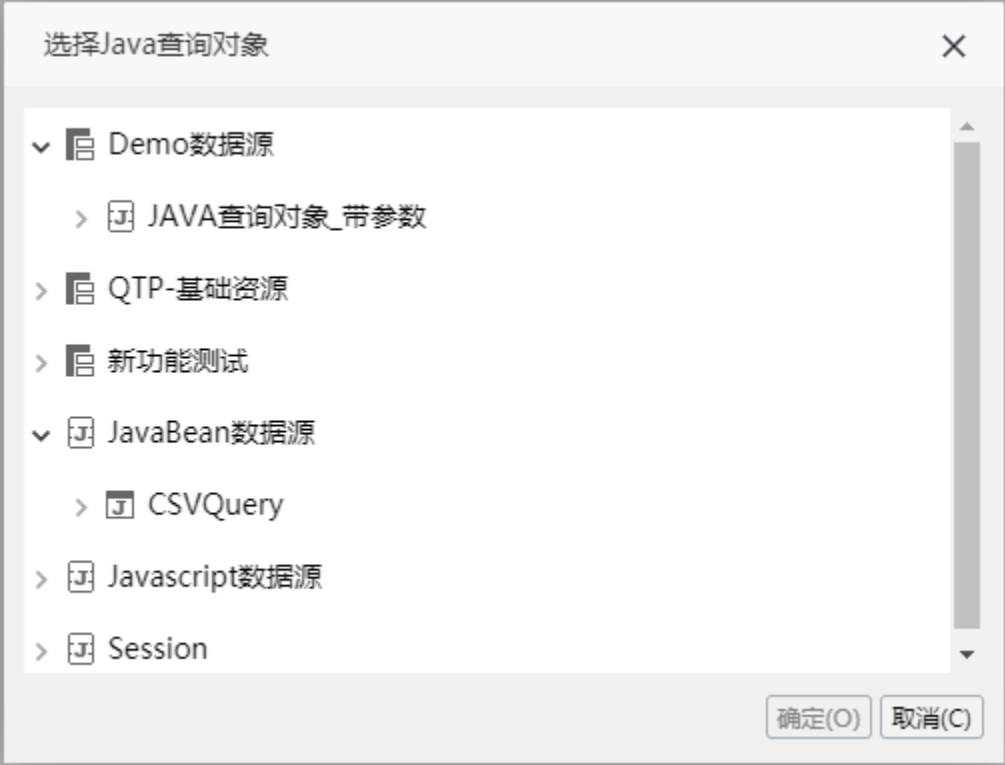 选择Java查询对象
Demo数据源
JAVA查询对象_带参数
QTP-基础资源
新功能测试
JavaBean数据源
CSVQuery
Javascript数据源
Session
确定(O) 取消(C)